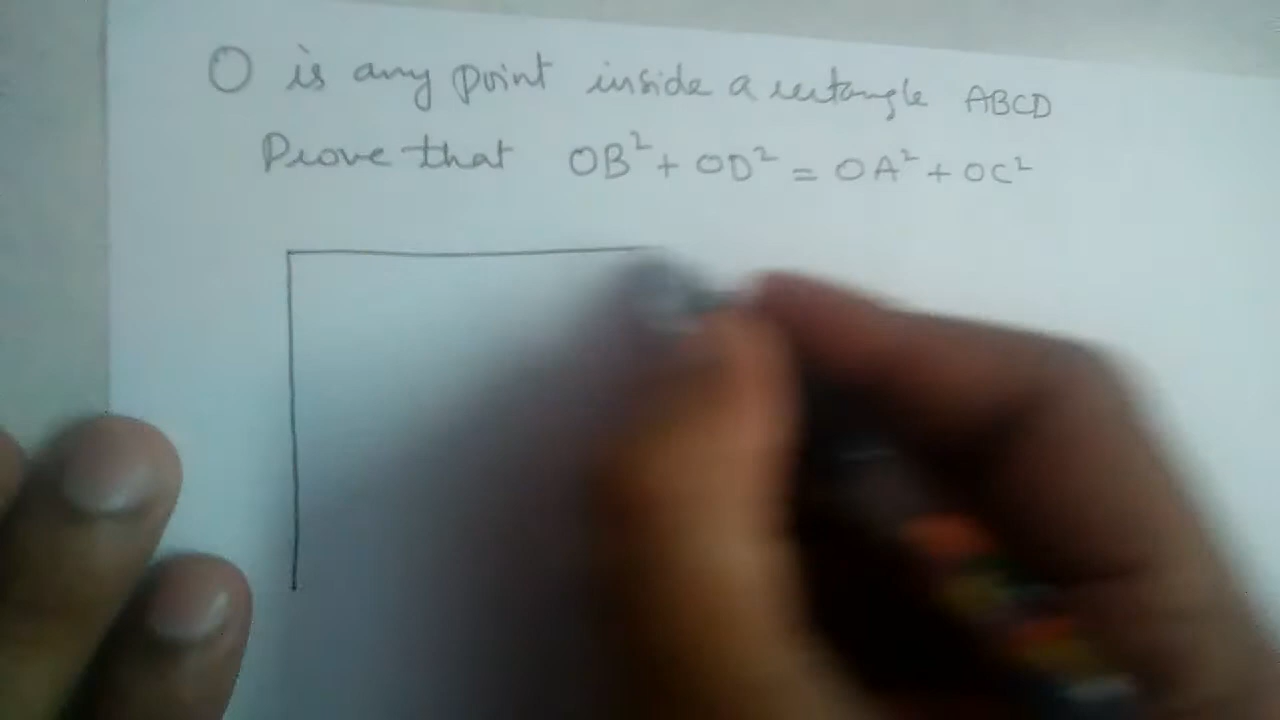 O is any point inside a rectangle ABCD
Prove that OB² + OD² = OA² + OC²